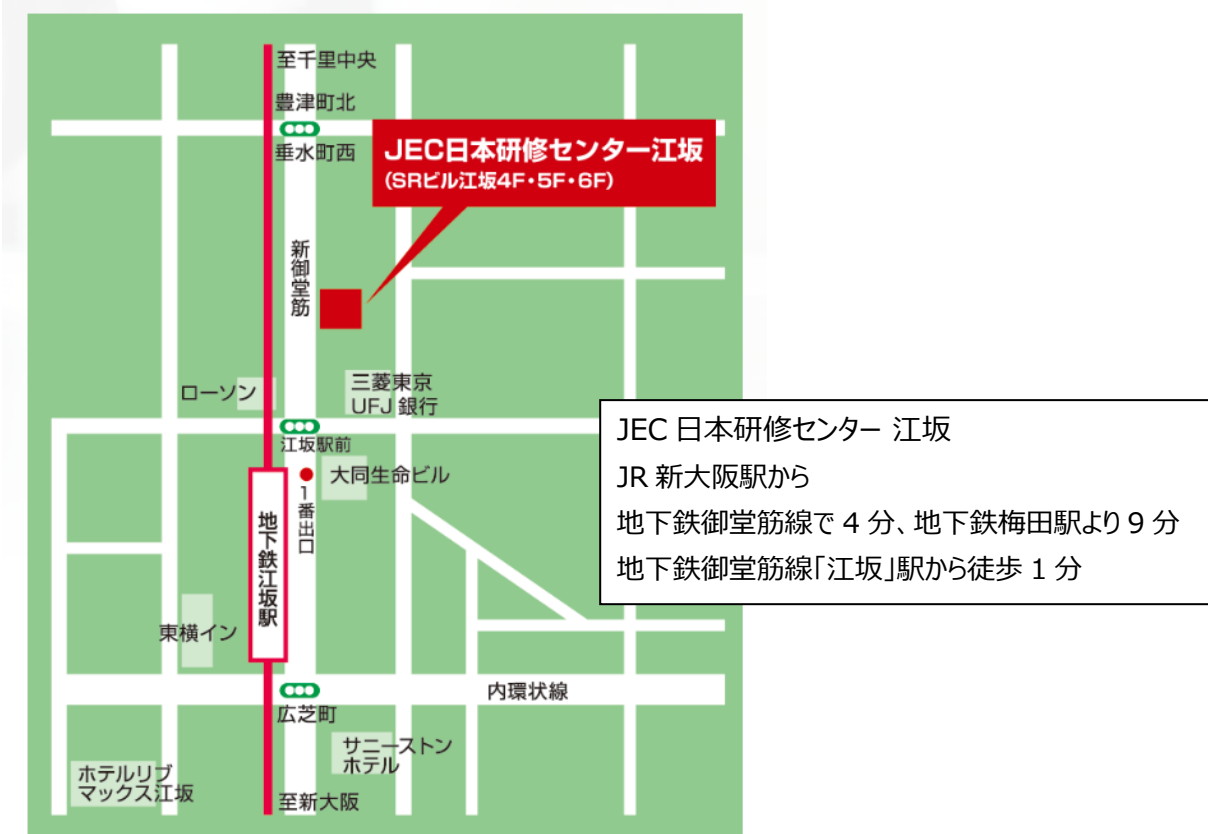 至千里中央
豊津町北
垂水町西
JEC日本研修センター江坂
(SRビル江坂4F・5F・6F)
新御堂筋
ローソン
三菱東京
UFJ 銀行
江坂駅前
大同生命ビル
1番出口
地下鉄江坂駅
JEC 日本研修センター 江坂
JR 新大阪駅から
地下鉄御堂筋線で 4 分、地下鉄梅田駅より 9 分
地下鉄御堂筋線「江坂」駅から徒歩 1 分
東横イン
内環状線
広芝町
サニーストン
ホテル
ホテルリブ
マックス江坂
至新大阪